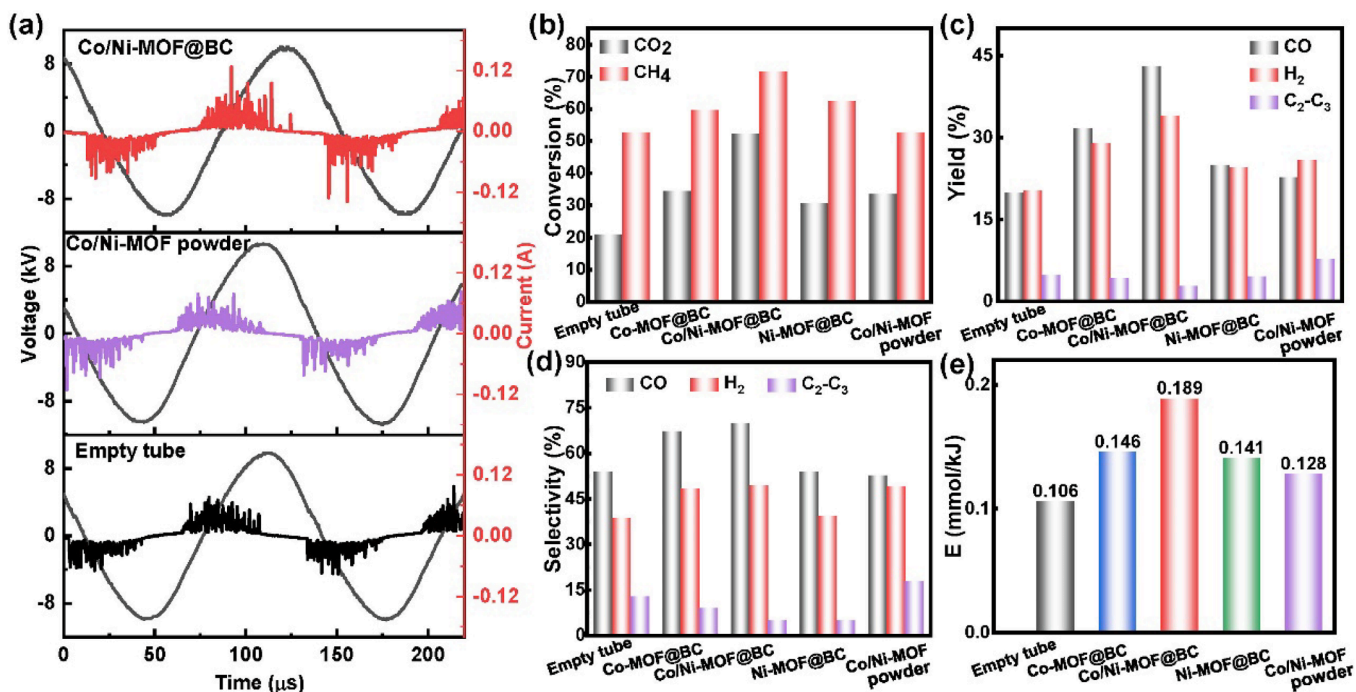 (a)
Co/Ni-MOF@BC
8
0
-8
0.12
0.00
-0.12
Co/Ni-MOF powder
8
0
-8
0.12
0.00
-0.12
Empty tube
8
0
-8
0.12
0.00
-0.12
Voltage (kV)
Current (A)
0 50 100 150 200
Time (μs)
(b)
CO2
CH4
80
70
60
50
40
30
20
10
0
Conversion (%)
Empty tube
Co-MOF@BC
Co/Ni-MOF@BC
Ni-MOF@BC
Co/Ni-MOF
powder
(c)
CO
H2
C2-C3
45
30
15
0
Yield (%)
Empty tube
Co-MOF@BC
Co/Ni-MOF@BC
Ni-MOF@BC
Co/Ni-MOF
powder
(d)
CO H2 C2-C3
90
75
60
45
30
15
0
Selectivity (%)
Empty tube
Co-MOF@BC
Co/Ni-MOF@BC
Ni-MOF@BC
Co/Ni-MOF
powder
(e)
0.2
0.1
0.0
E (mmol/kJ)
0.106
0.146
0.189
0.141
0.128
Empty tube
Co-MOF@BC
Co/Ni-MOF@BC
Ni-MOF@BC
Co/Ni-MOF
powder